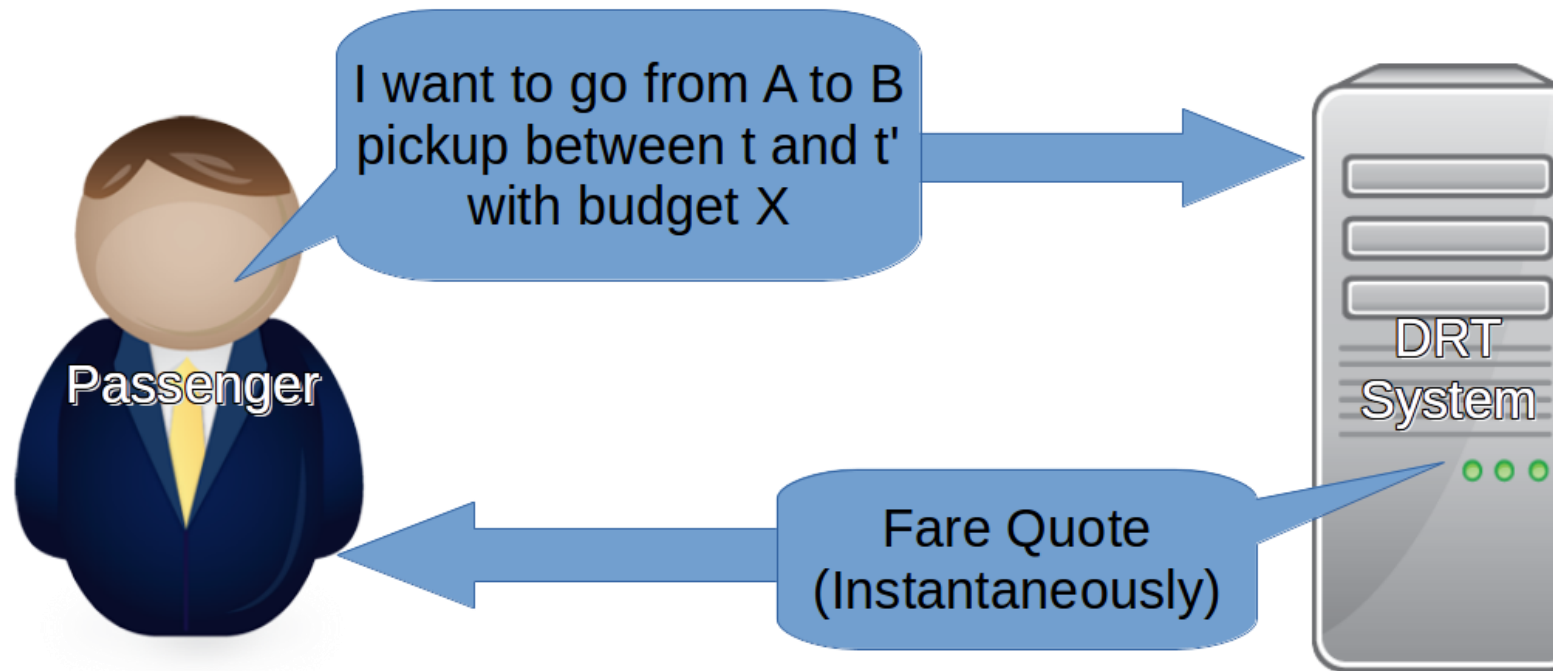 I want to go from A to B
pickup between t and t'
with budget X
Passenger
DRT
System
Fare Quote
(Instantaneously)